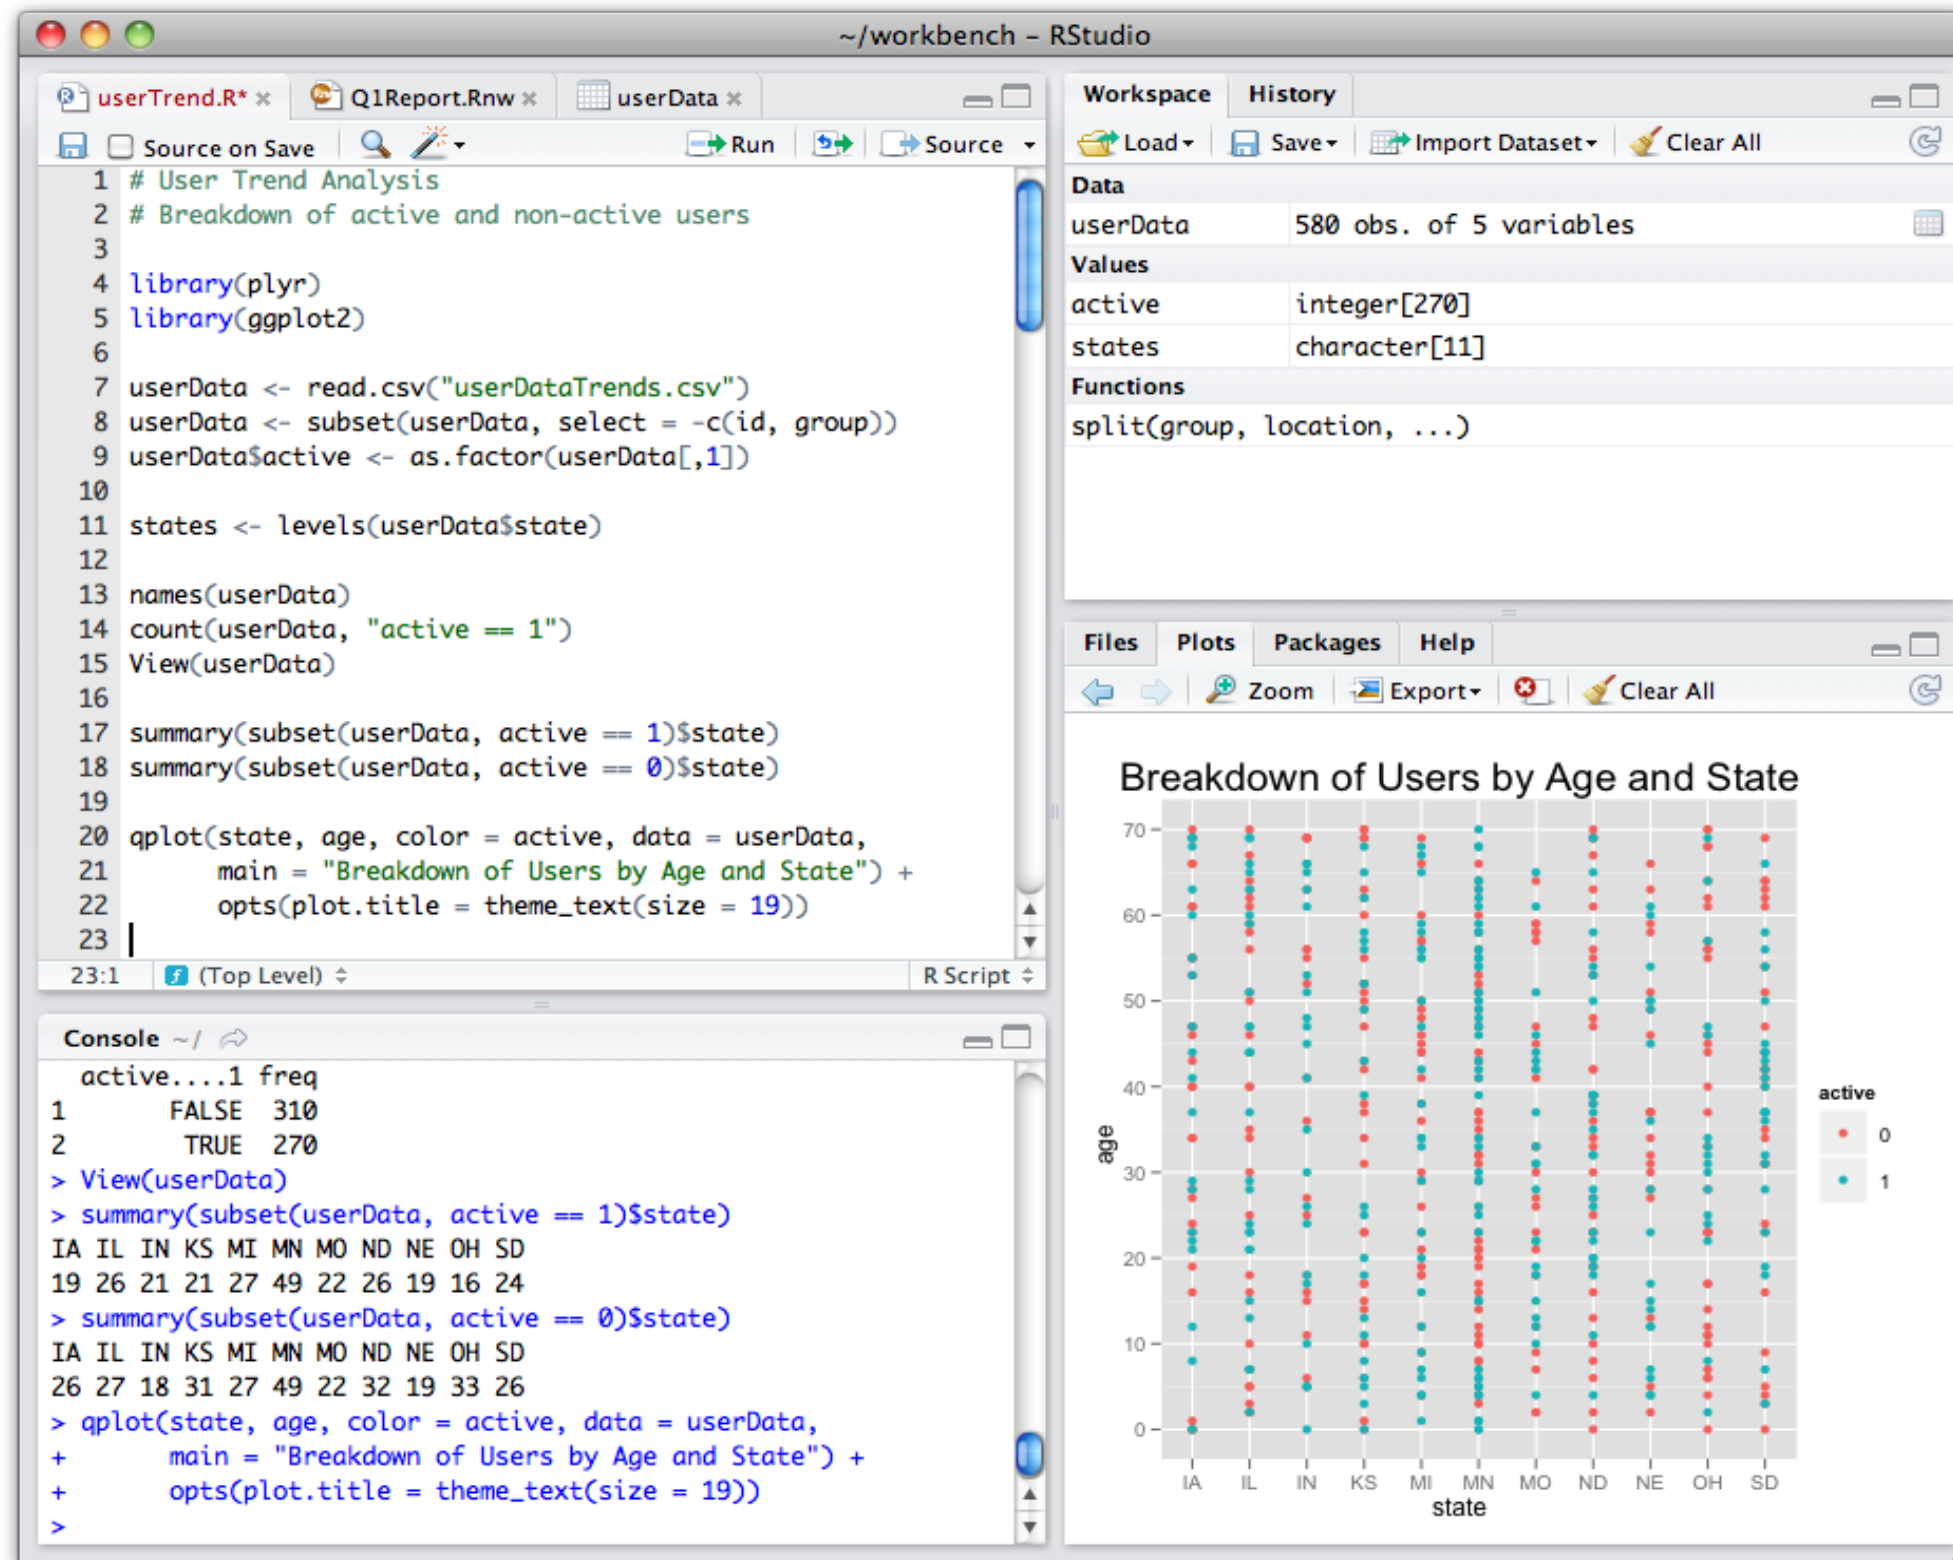 ~/workbench – RStudio
userTrend.R*
Q1Report.Rnw
userData
Source on Save
Run
Source
1 # User Trend Analysis
2 # Breakdown of active and non-active users
3
4 library(plyr)
5 library(ggplot2)
6
7 userData <- read.csv("userDataTrends.csv")
8 userData <- subset(userData, select = -c(id, group))
9 userData$active <- as.factor(userData[,1])
10
11 states <- levels(userData$state)
12
13 names(userData)
14 count(userData, "active == 1")
15 View(userData)
16
17 summary(subset(userData, active == 1)$state)
18 summary(subset(userData, active == 0)$state)
19
20 qplot(state, age, color = active, data = userData,
21 main = "Breakdown of Users by Age and State") +
22 opts(plot.title = theme_text(size = 19))
23
23:1 (Top Level) R Script
Console ~/
active....1 freq
1 FALSE 310
2 TRUE 270
> View(userData)
> summary(subset(userData, active == 1)$state)
IA IL IN KS MI MN MO ND NE OH SD
19 26 21 21 27 49 22 26 19 16 24
> summary(subset(userData, active == 0)$state)
IA IL IN KS MI MN MO ND NE OH SD
26 27 18 31 27 49 22 32 19 33 26
> qplot(state, age, color = active, data = userData,
+ main = "Breakdown of Users by Age and State") +
+ opts(plot.title = theme_text(size = 19))
>
Workspace History
Load Save Import Dataset Clear All
Data
userData 580 obs. of 5 variables
Values
active integer[270]
states character[11]
Functions
split(group, location, ...)
Files Plots Packages Help
Zoom Export Clear All
Breakdown of Users by Age and State
70
60
50
40
30
20
10
0
age
IA IL IN KS MI MN MO ND NE OH SD
state
active
0
1